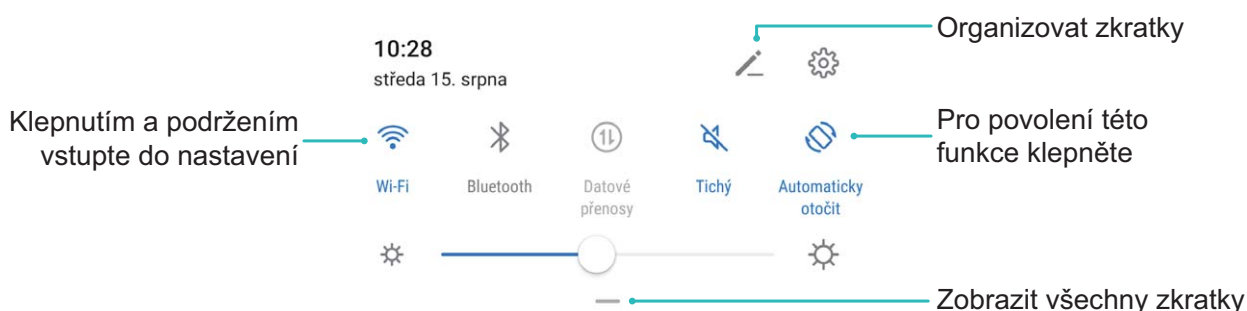 Organizovat zkratky
10:28
středa 15. srpna
Klepnutím a podržením
vstupte do nastavení
Pro povolení této
funkce klepněte
Wi-Fi
Bluetooth
Datové
přenosy
Tichý
Automaticky
otočit
Zobrazit všechny zkratky